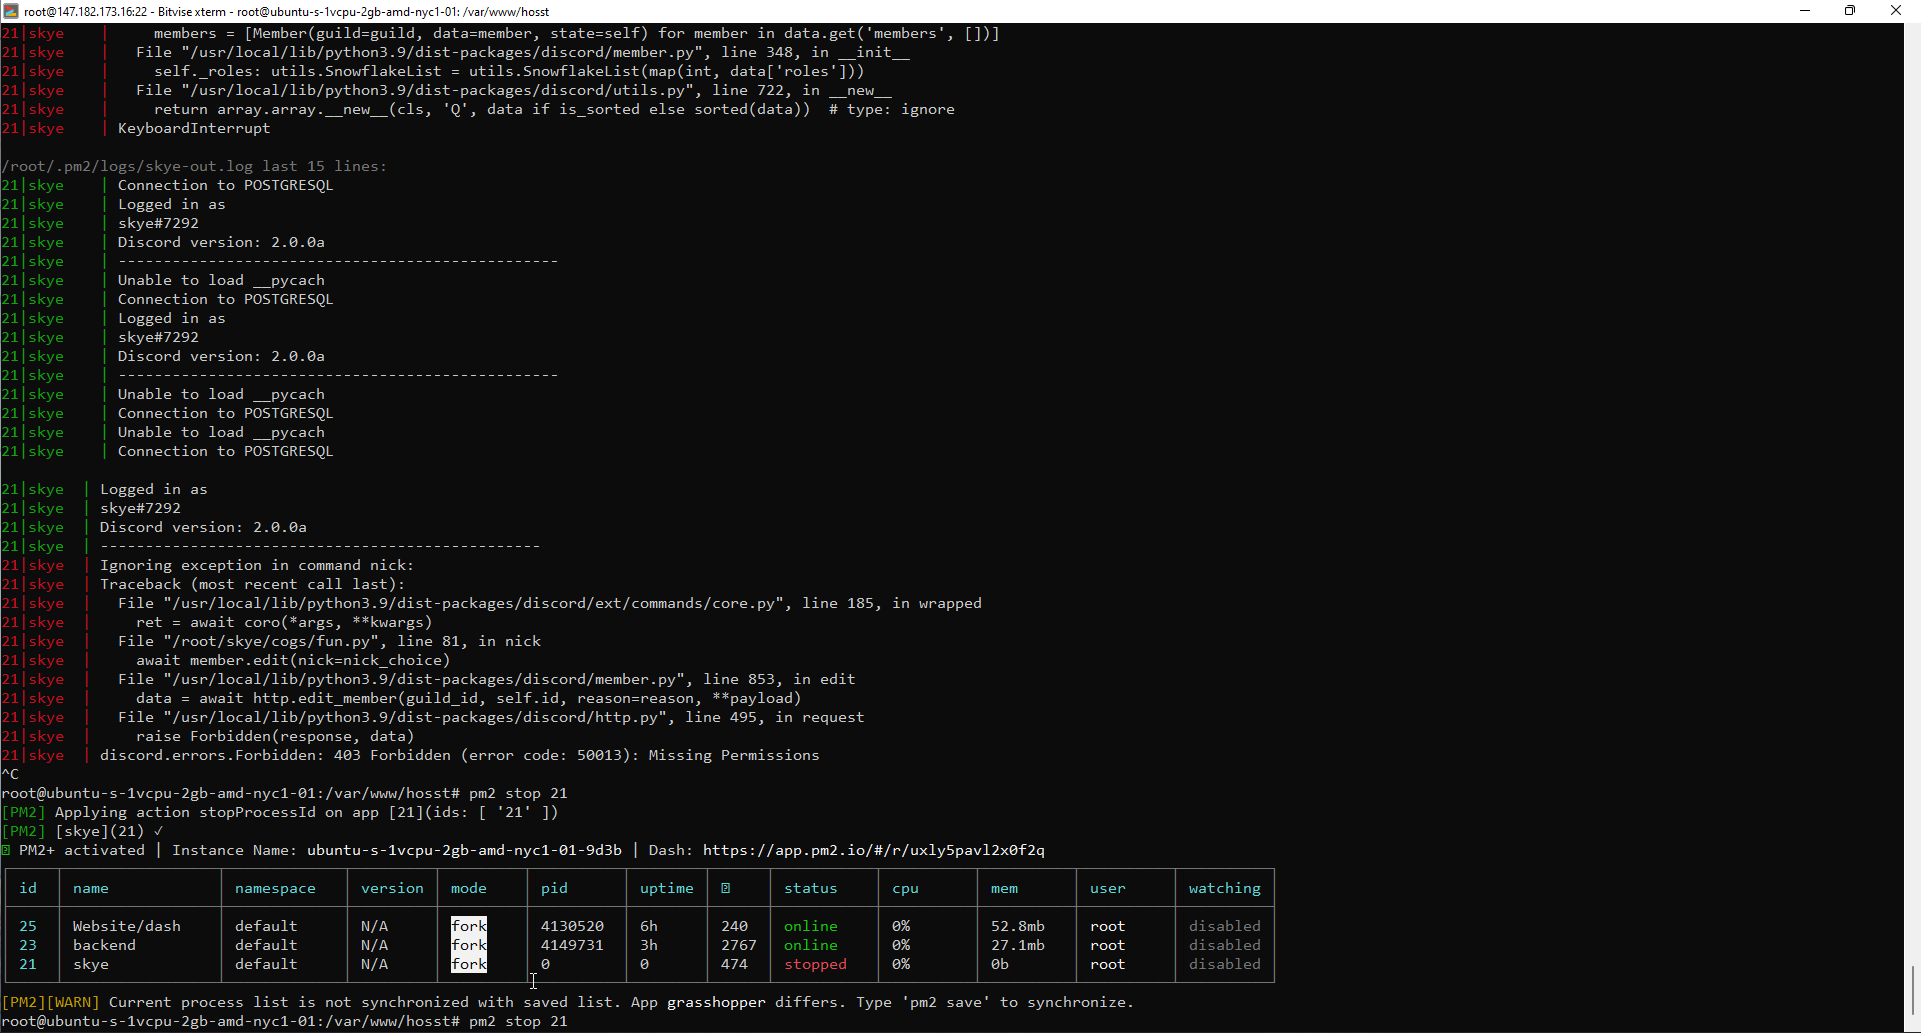 root@147.182.173.16:22 - Bitvise xterm - root@ubuntu-s-1vcpu-2gb-amd-nyc1-01: /var/www/hosst
21|skye     |     members = [Member(guild=guild, data=member, state=self) for member in data.get('members', [])]
21|skye     |   File "/usr/local/lib/python3.9/dist-packages/discord/member.py", line 348, in __init__
21|skye     |     self._roles: utils.SnowflakeList = utils.SnowflakeList(map(int, data['roles']))
21|skye     |   File "/usr/local/lib/python3.9/dist-packages/discord/utils.py", line 722, in __new__
21|skye     |     return array.array.__new__(cls, 'Q', data if is_sorted else sorted(data))  # type: ignore
21|skye     | KeyboardInterrupt
/root/.pm2/logs/skye-out.log last 15 lines:
21|skye     | Connection to POSTGRESQL
21|skye     | Logged in as
21|skye     | skye#7292
21|skye     | Discord version: 2.0.0a
21|skye     | -------------------------------------------------
21|skye     | Unable to load __pycach
21|skye     | Connection to POSTGRESQL
21|skye     | Logged in as
21|skye     | skye#7292
21|skye     | Discord version: 2.0.0a
21|skye     | -------------------------------------------------
21|skye     | Unable to load __pycach
21|skye     | Connection to POSTGRESQL
21|skye     | Unable to load __pycach
21|skye     | Connection to POSTGRESQL
21|skye  | Logged in as
21|skye  | skye#7292
21|skye  | Discord version: 2.0.0a
21|skye  | -------------------------------------------------
21|skye  | Ignoring exception in command nick:
21|skye  | Traceback (most recent call last):
21|skye  |   File "/usr/local/lib/python3.9/dist-packages/discord/ext/commands/core.py", line 185, in wrapped
21|skye  |     ret = await coro(*args, **kwargs)
21|skye  |   File "/root/skye/cogs/fun.py", line 81, in nick
21|skye  |     await member.edit(nick=nick_choice)
21|skye  |   File "/usr/local/lib/python3.9/dist-packages/discord/member.py", line 853, in edit
21|skye  |     data = await http.edit_member(guild_id, self.id, reason=reason, **payload)
21|skye  |   File "/usr/local/lib/python3.9/dist-packages/discord/http.py", line 495, in request
21|skye  |     raise Forbidden(response, data)
21|skye  | discord.errors.Forbidden: 403 Forbidden (error code: 50013): Missing Permissions
^C
root@ubuntu-s-1vcpu-2gb-amd-nyc1-01:/var/www/hosst# pm2 stop 21
[PM2] Applying action stopProcessId on app [21](ids: [ '21' ])
[PM2] [skye](21) ✓
PM2+ activated | Instance Name: ubuntu-s-1vcpu-2gb-amd-nyc1-01-9d3b | Dash: https://app.pm2.io/#/r/uxly5pavl2x0f2q
id | name | namespace | version | mode | pid | uptime | | status | cpu | mem | user | watching
25 | Website/dash | default | N/A | fork | 4130520 | 6h | 240 | online | 0% | 52.8mb | root | disabled
23 | backend | default | N/A | fork | 4149731 | 3h | 2767 | online | 0% | 27.1mb | root | disabled
21 | skye | default | N/A | fork | 0 | 0 | 474 | stopped | 0% | 0b | root | disabled
[PM2][WARN] Current process list is not synchronized with saved list. App grasshopper differs. Type 'pm2 save' to synchronize.
root@ubuntu-s-1vcpu-2gb-amd-nyc1-01:/var/www/hosst# pm2 stop 21